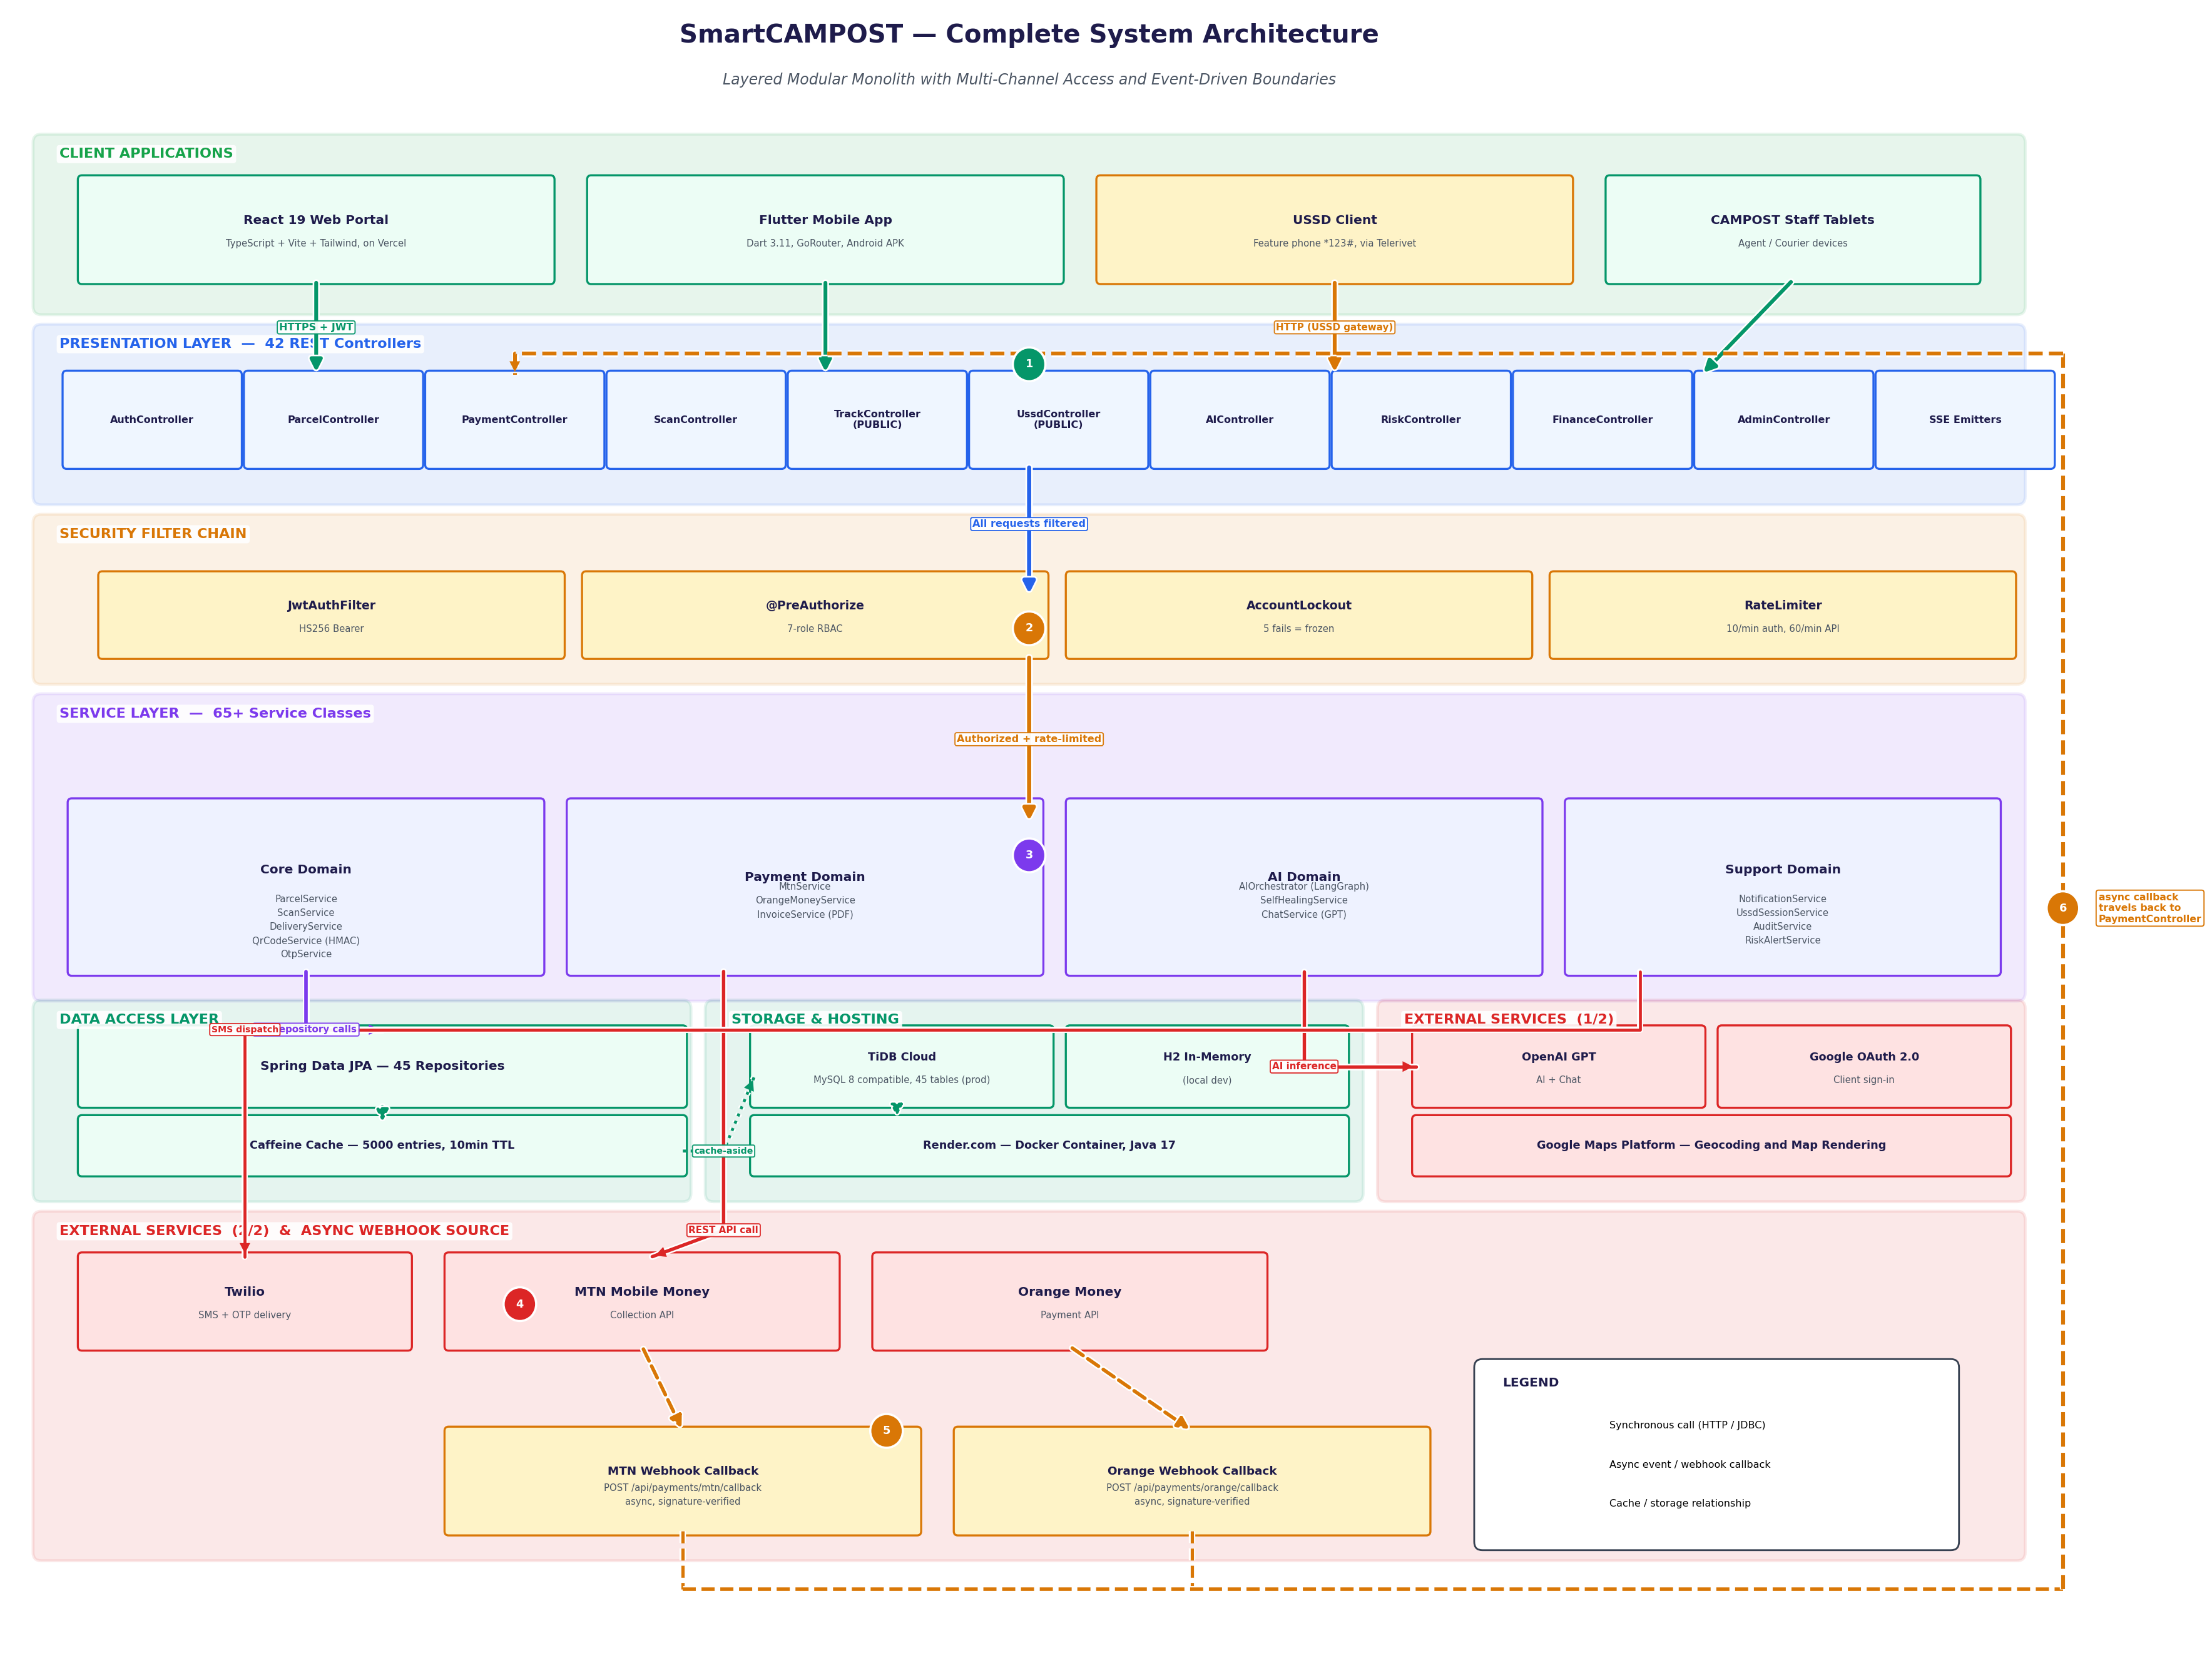 SmartCAMPOST — Complete System Architecture
Layered Modular Monolith with Multi-Channel Access and Event-Driven Boundaries
CLIENT APPLICATIONS
React 19 Web Portal
TypeScript + Vite + Tailwind, on Vercel
Flutter Mobile App
Dart 3.11, GoRouter, Android APK
USSD Client
Feature phone *123#, via Telerivet
CAMPOST Staff Tablets
Agent / Courier devices
HTTPS + JWT
HTTP (USSD gateway)
PRESENTATION LAYER — 42 REST Controllers
1
AuthController
ParcelController
PaymentController
ScanController
TrackController
(PUBLIC)
UssdController
(PUBLIC)
AIController
RiskController
FinanceController
AdminController
SSE Emitters
All requests filtered
SECURITY FILTER CHAIN
JwtAuthFilter
HS256 Bearer
@PreAuthorize
7-role RBAC
2
AccountLockout
5 fails = frozen
RateLimiter
10/min auth, 60/min API
SERVICE LAYER — 65+ Service Classes
Authorized + rate-limited
3
Core Domain
ParcelService
ScanService
DeliveryService
QrCodeService (HMAC)
OtpService
Payment Domain
MtnService
OrangeMoneyService
InvoiceService (PDF)
AI Domain
AIOrchestrator (LangGraph)
SelfHealingService
ChatService (GPT)
Support Domain
NotificationService
UssdSessionService
AuditService
RiskAlertService
6
async callback
travels back to
PaymentController
DATA ACCESS LAYER
SMS dispatch
epository calls
Spring Data JPA — 45 Repositories
Caffeine Cache — 5000 entries, 10min TTL
cache-aside
STORAGE & HOSTING
TiDB Cloud
MySQL 8 compatible, 45 tables (prod)
H2 In-Memory
(local dev)
Render.com — Docker Container, Java 17
AI inference
EXTERNAL SERVICES (1/2)
OpenAI GPT
AI + Chat
Google OAuth 2.0
Client sign-in
Google Maps Platform — Geocoding and Map Rendering
EXTERNAL SERVICES (2/2) & ASYNC WEBHOOK SOURCE
REST API call
Twilio
SMS + OTP delivery
4
MTN Mobile Money
Collection API
Orange Money
Payment API
5
MTN Webhook Callback
POST /api/payments/mtn/callback
async, signature-verified
Orange Webhook Callback
POST /api/payments/orange/callback
async, signature-verified
LEGEND
Synchronous call (HTTP / JDBC)
Async event / webhook callback
Cache / storage relationship